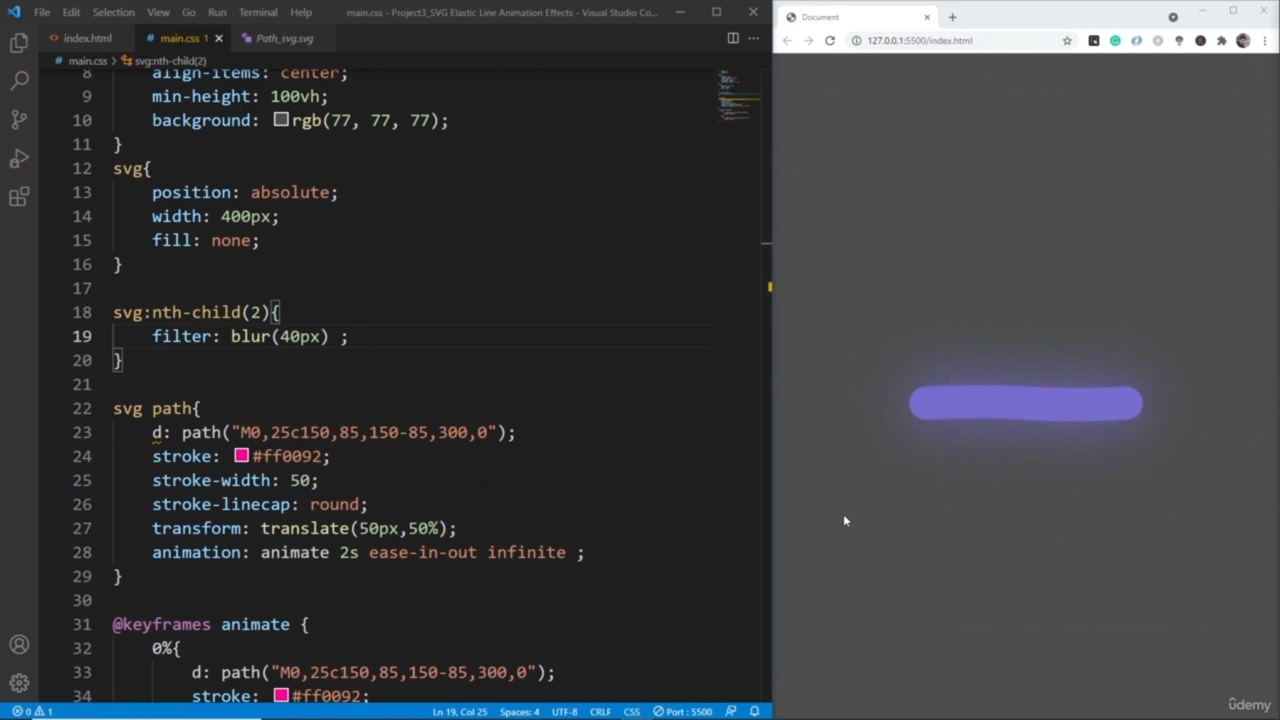 File Edit Selection View Go Run Terminal Help main.css - Project3_SVG Elastic Line Animation Effects - Visual Studio Co...
index.html main.css 1 Path_svg.svg
main.css > svg:nth-child(2)
8 align-items: center;
9 min-height: 100vh;
10 background: rgb(77, 77, 77);
11 }
12 svg{
13 position: absolute;
14 width: 400px;
15 fill: none;
16 }
17
18 svg:nth-child(2){
19 filter: blur(40px) ;
20 }
21
22 svg path{
23 d: path("M0,25c150,85,150-85,300,0");
24 stroke: #ff0092;
25 stroke-width: 50;
26 stroke-linecap: round;
27 transform: translate(50px,50%);
28 animation: animate 2s ease-in-out infinite ;
29 }
30
31 @keyframes animate {
32 0%{
33 d: path("M0,25c150,85,150-85,300,0");
34 stroke: #ff0092;
0 1 Ln 19, Col 25 Spaces: 4 UTF-8 CRLF CSS Port : 5500
Document
127.0.0.1:5500/index.html
ûdemy